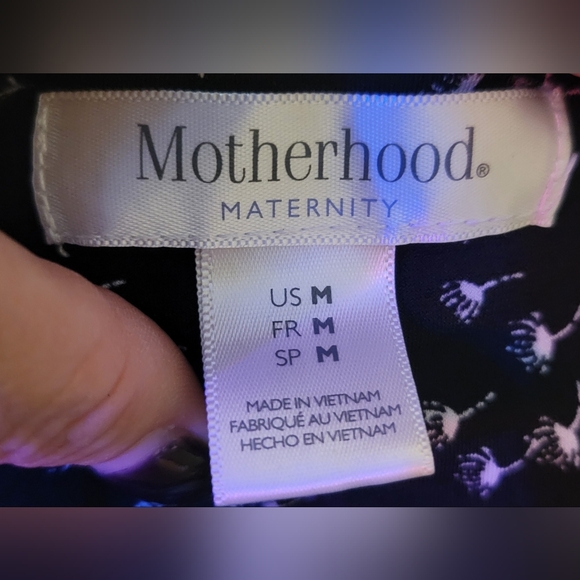 Motherhood®
MATERNITY
US M
FR M
SP M
MADE IN VIETNAM
FABRIQUÉ AU VIETNAM
HECHO EN VIETNAM